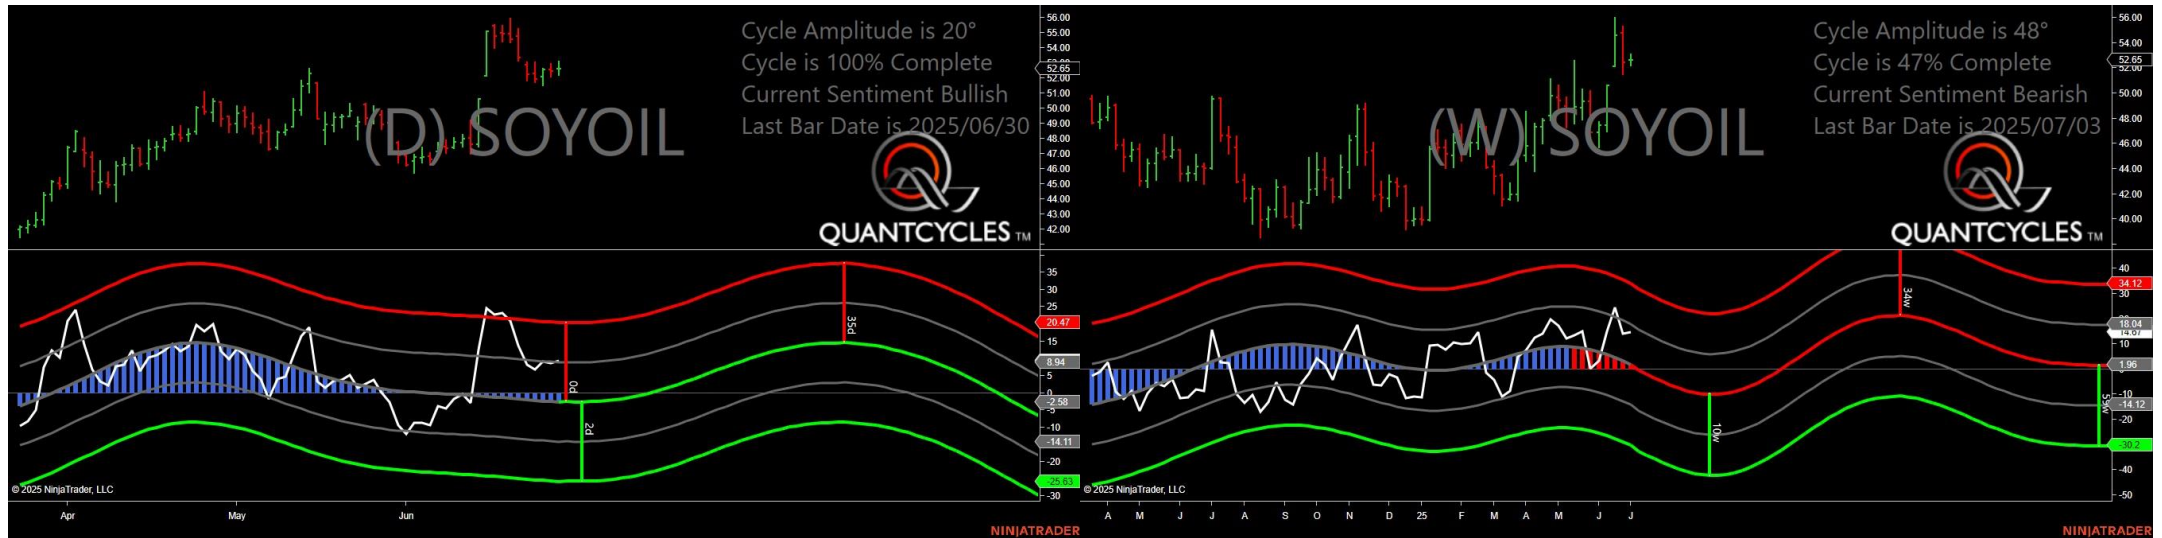 Cycle Amplitude is 20°
Cycle is 100% Complete
Current Sentiment Bullish
Last Bar Date is 2025/06/30
(D) SOYOIL
QUANTCYCLES TM
56.00
55.00
54.00
52.65
52.00
51.00
50.00
49.00
48.00
47.00
46.00
45.00
44.00
43.00
42.00
35
30
25
20.47
15
8.94
5
0
-2.58
-5
-10
-14.11
-20
-25.63
-30
0d
2d
35d
© 2025 NinjaTrader, LLC
Apr May Jun
NINJATRADER
Cycle Amplitude is 48°
Cycle is 47% Complete
Current Sentiment Bearish
Last Bar Date is 2025/07/03
(W) SOYOIL
QUANTCYCLES TM
56.00
54.00
52.65
52.00
50.00
48.00
46.00
44.00
42.00
40.00
40
34.12
30
18.04
10
1.96
-10
-14.12
-20
-30.2
-40
-50
10w
34w
59w
© 2025 NinjaTrader, LLC
A M J J A S O N D 25 F M A M J J
NINJATRADER